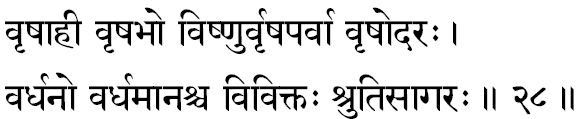 वृषाही वृषभो विष्णुर्वृषपर्वा वृषोदरः।
वर्धनो वर्धमानश्च विविक्तः श्रुतिसागरः॥ २८॥